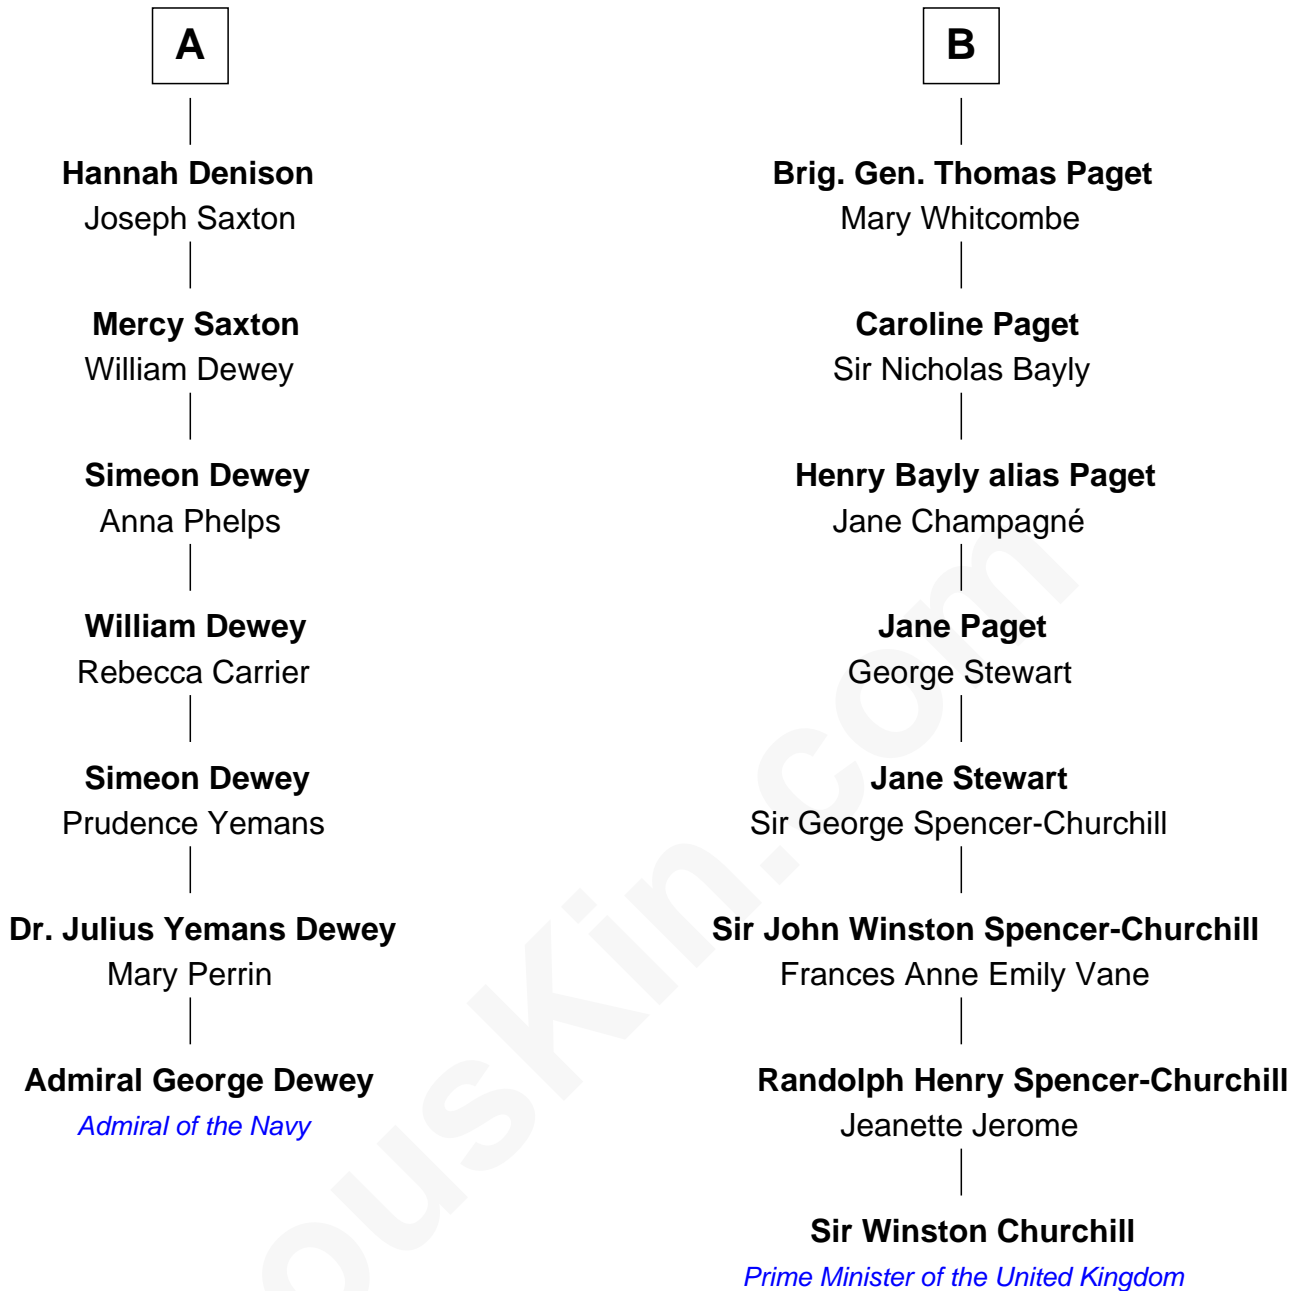 A
Hannah Denison
Joseph Saxton
Mercy Saxton
William Dewey
Simeon Dewey
Anna Phelps
William Dewey
Rebecca Carrier
Simeon Dewey
Prudence Yemans
Dr. Julius Yemans Dewey
Mary Perrin
Admiral George Dewey
Admiral of the Navy
B
Brig. Gen. Thomas Paget
Mary Whitcombe
Caroline Paget
Sir Nicholas Bayly
Henry Bayly alias Paget
Jane Champagné
Jane Paget
George Stewart
Jane Stewart
Sir George Spencer-Churchill
Sir John Winston Spencer-Churchill
Frances Anne Emily Vane
Randolph Henry Spencer-Churchill
Jeanette Jerome
Sir Winston Churchill
Prime Minister of the United Kingdom
ousKin.com